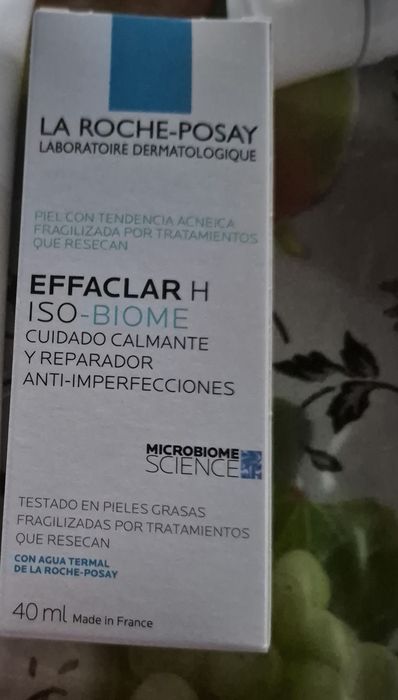 LA ROCHE-POSAY
LABORATOIRE DERMATOLOGIQUE
PIEL CON TENDENCIA ACNEICA
FRAGILIZADA POR TRATAMIENTOS
QUE RESECAN
EFFACLAR H
ISO-BIOME
CUIDADO CALMANTE
Y REPARADOR
ANTI-IMPERFECCIONES
MICROBIOME
SCIENCE
TESTADO EN PIELES GRASAS
FRAGILIZADAS POR TRATAMIENTOS
QUE RESECAN
CON AGUA TERMAL
DE LA ROCHE-POSAY
40 ml Made in France